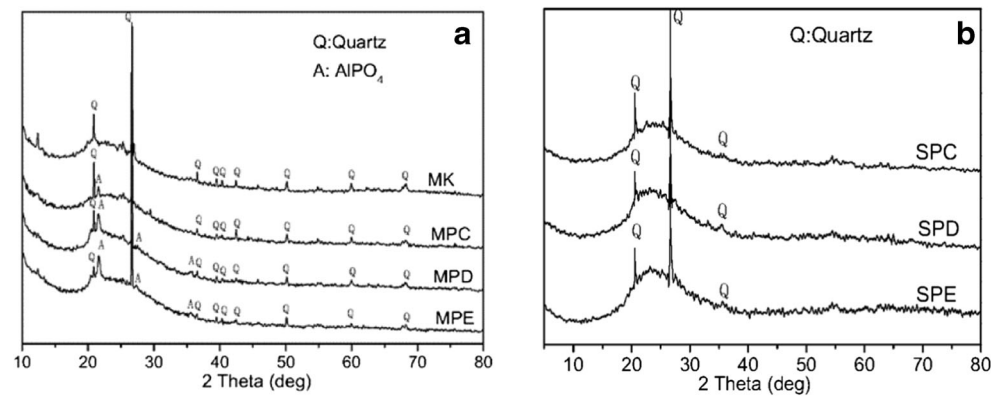 a
Q:Quartz
A: AlPO₄
Q
Q
Q Q Q Q Q Q Q
MK
Q A
Q Q Q Q Q Q Q
MPC
Q A
A
A Q Q Q Q Q Q Q
MPD
Q A
A
A Q Q Q Q Q Q Q
MPE
10 20 30 40 50 60 70 80
2 Theta (deg)
b
Q:Quartz
Q
Q
Q
SPC
Q
Q
SPD
Q
Q
SPE
10 20 30 40 50 60 70 80
2 Theta (deg)